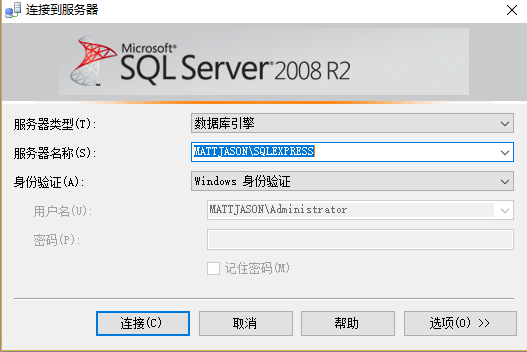 连接到服务器
Microsoft
SQL Server 2008 R2
服务器类型(T):
数据库引擎
服务器名称(S):
MATTJASON\SQLEXPRESS
身份验证(A):
Windows 身份验证
用户名(U):
MATTJASON\Administrator
密码(P):
记住密码(M)
连接(C)
取消
帮助
选项(O) >>